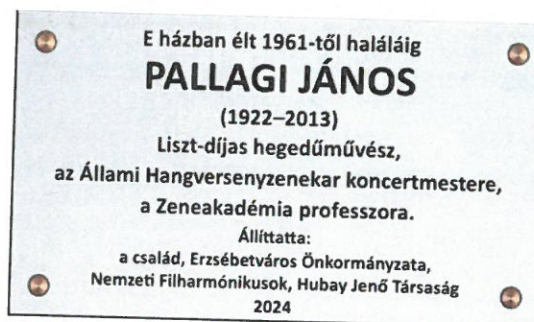 E házban élt 1961-től haláláig
PALLAGI JÁNOS
(1922–2013)
Liszt-díjas hegedűművész,
az Állami Hangversenyzenekar koncertmestere,
a Zeneakadémia professzora.
Állíttatta:
a család, Erzsébetváros Önkormányzata,
Nemzeti Filharmónikusok, Hubay Jenő Társaság
2024